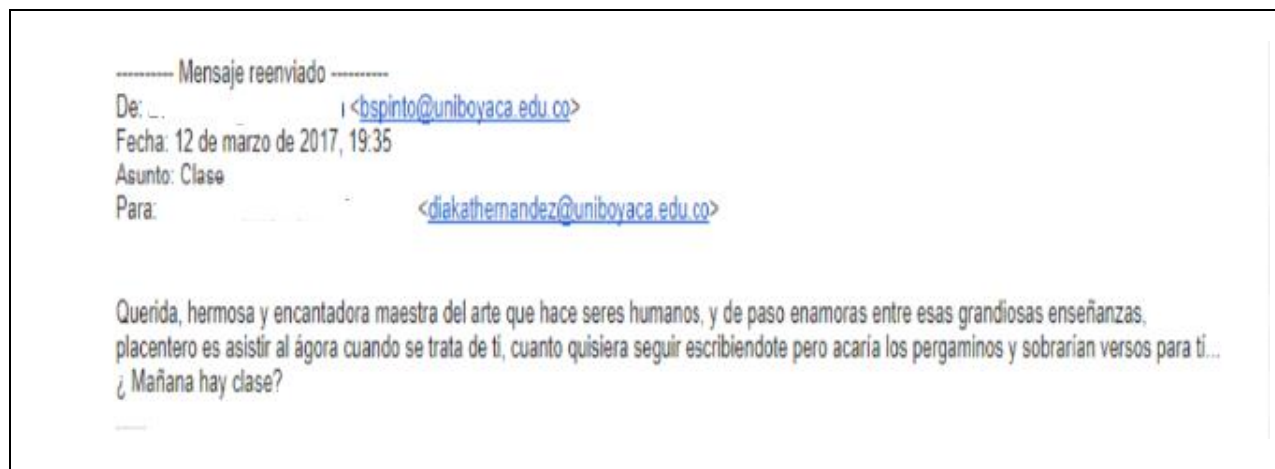 ---------- Mensaje reenviado ----------
De: <bspinto@uniboyaca.edu.co>
Fecha: 12 de marzo de 2017, 19:35
Asunto: Clase
Para: <diakathernandez@uniboyaca.edu.co>
Querida, hermosa y encantadora maestra del arte que hace seres humanos, y de paso enamoras entre esas grandiosas enseñanzas,
placentero es asistir al ágora cuando se trata de tí, cuanto quisiera seguir escribiendote pero acaría los pergaminos y sobrarían versos para tí...
¿ Mañana hay clase?